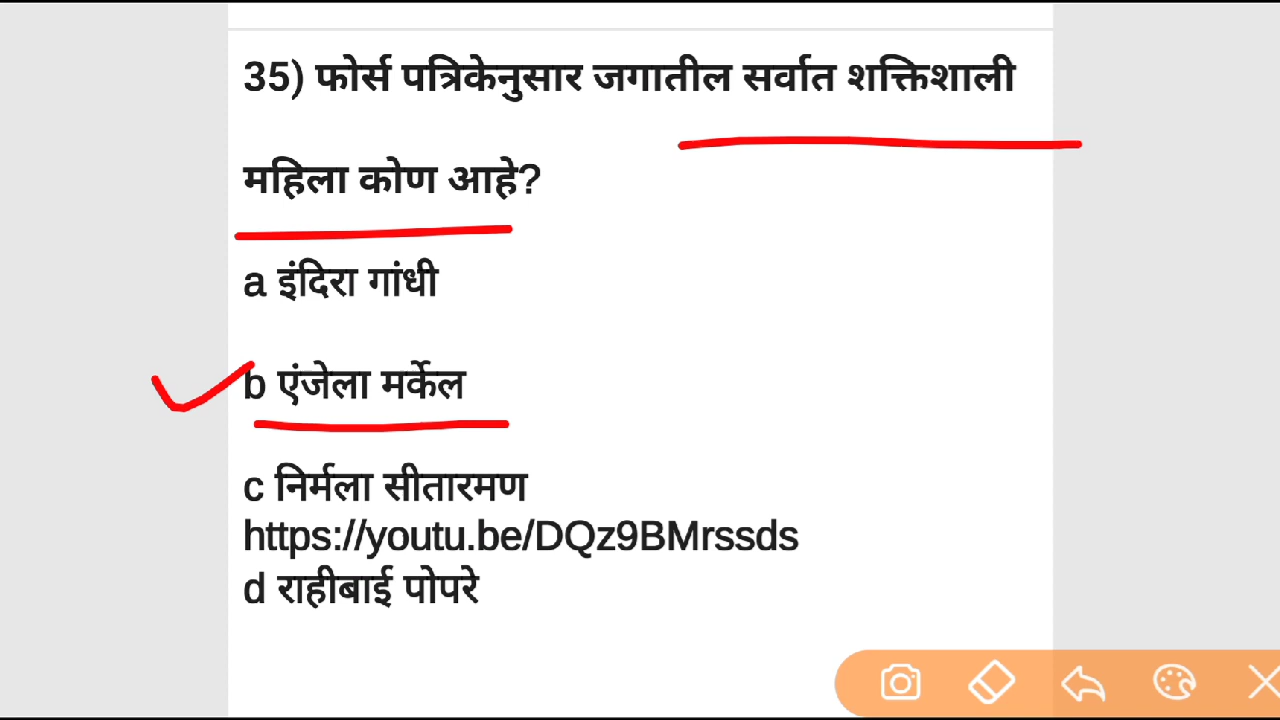 35) फोर्स पत्रिकेनुसार जगातील सर्वात शक्तिशाली
महिला कोण आहे?
a इंदिरा गांधी
b एंजेला मर्केल
c निर्मला सीतारमण
https://youtu.be/DQz9BMrssds
d राहीबाई पोपरे